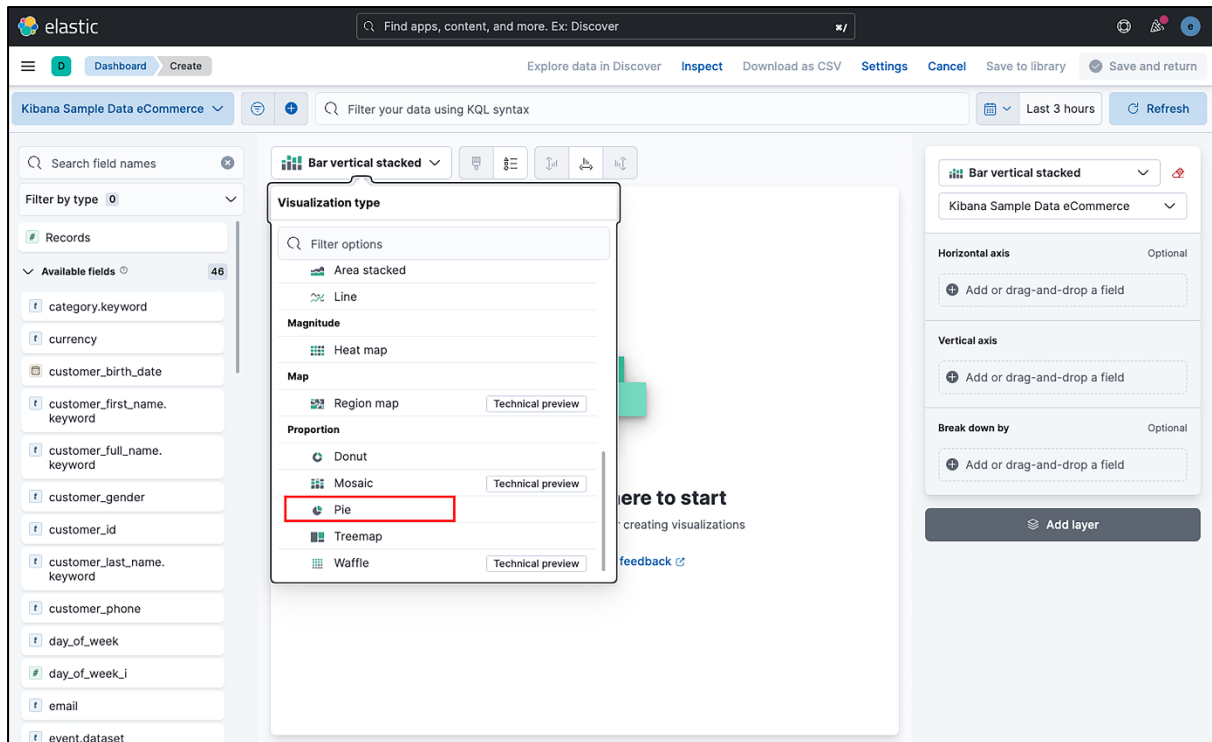 elastic
Find apps, content, and more. Ex: Discover
⌘/
e
D
Dashboard
Create
Explore data in Discover
Inspect
Download as CSV
Settings
Cancel
Save to library
Save and return
Kibana Sample Data eCommerce
Filter your data using KQL syntax
Last 3 hours
Refresh
Search field names
Filter by type 0
Records
Available fields
46
category.keyword
currency
customer_birth_date
customer_first_name.
keyword
customer_full_name.
keyword
customer_gender
customer_id
customer_last_name.
keyword
customer_phone
day_of_week
day_of_week_i
email
event.dataset
Bar vertical stacked
Visualization type
Filter options
Area stacked
Line
Magnitude
Heat map
Map
Region map
Technical preview
Proportion
Donut
Mosaic
Technical preview
Pie
Treemap
Waffle
Technical preview
ere to start
creating visualizations
feedback
Bar vertical stacked
Kibana Sample Data eCommerce
Horizontal axis
Optional
Add or drag-and-drop a field
Vertical axis
Add or drag-and-drop a field
Break down by
Optional
Add or drag-and-drop a field
Add layer